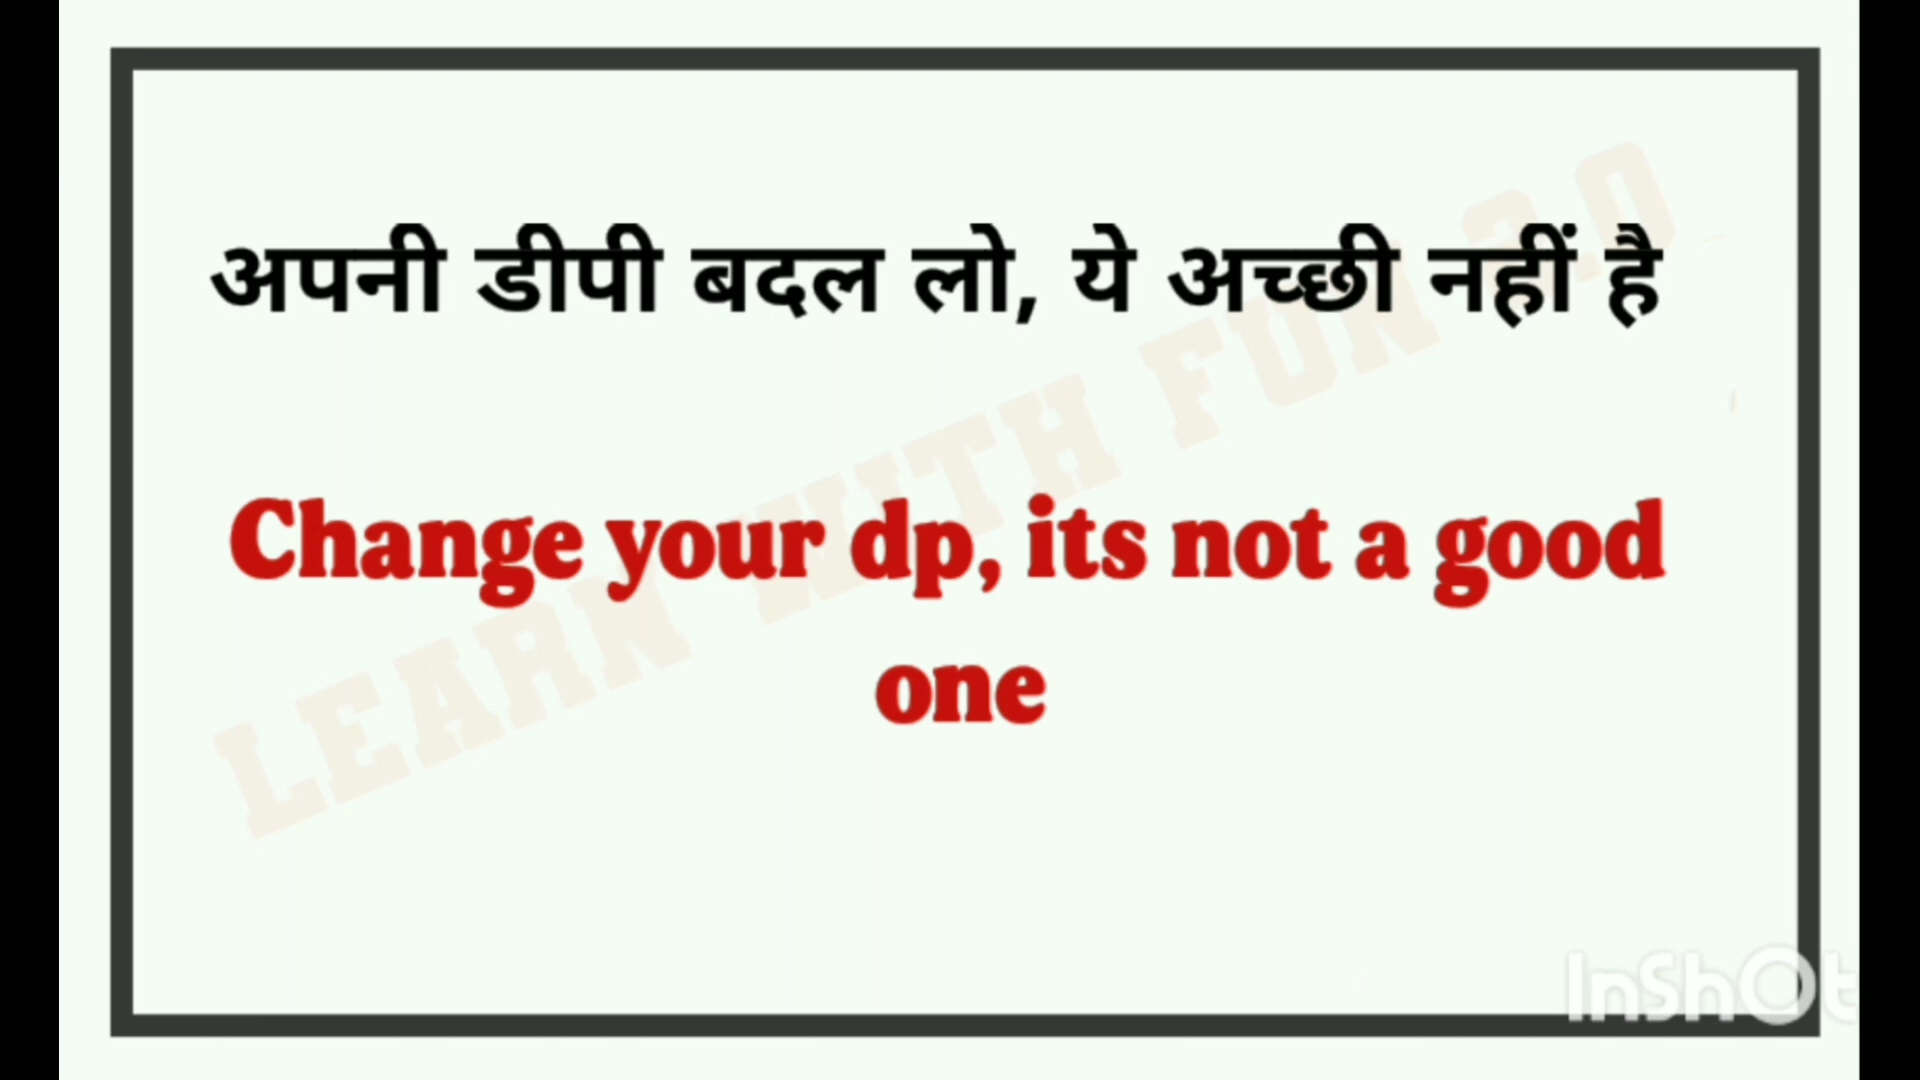 अपनी डीपी बदल लो, ये अच्छी नहीं है
Change your dp, its not a good
one
LEARN WITH FUN 2.0
InShOt